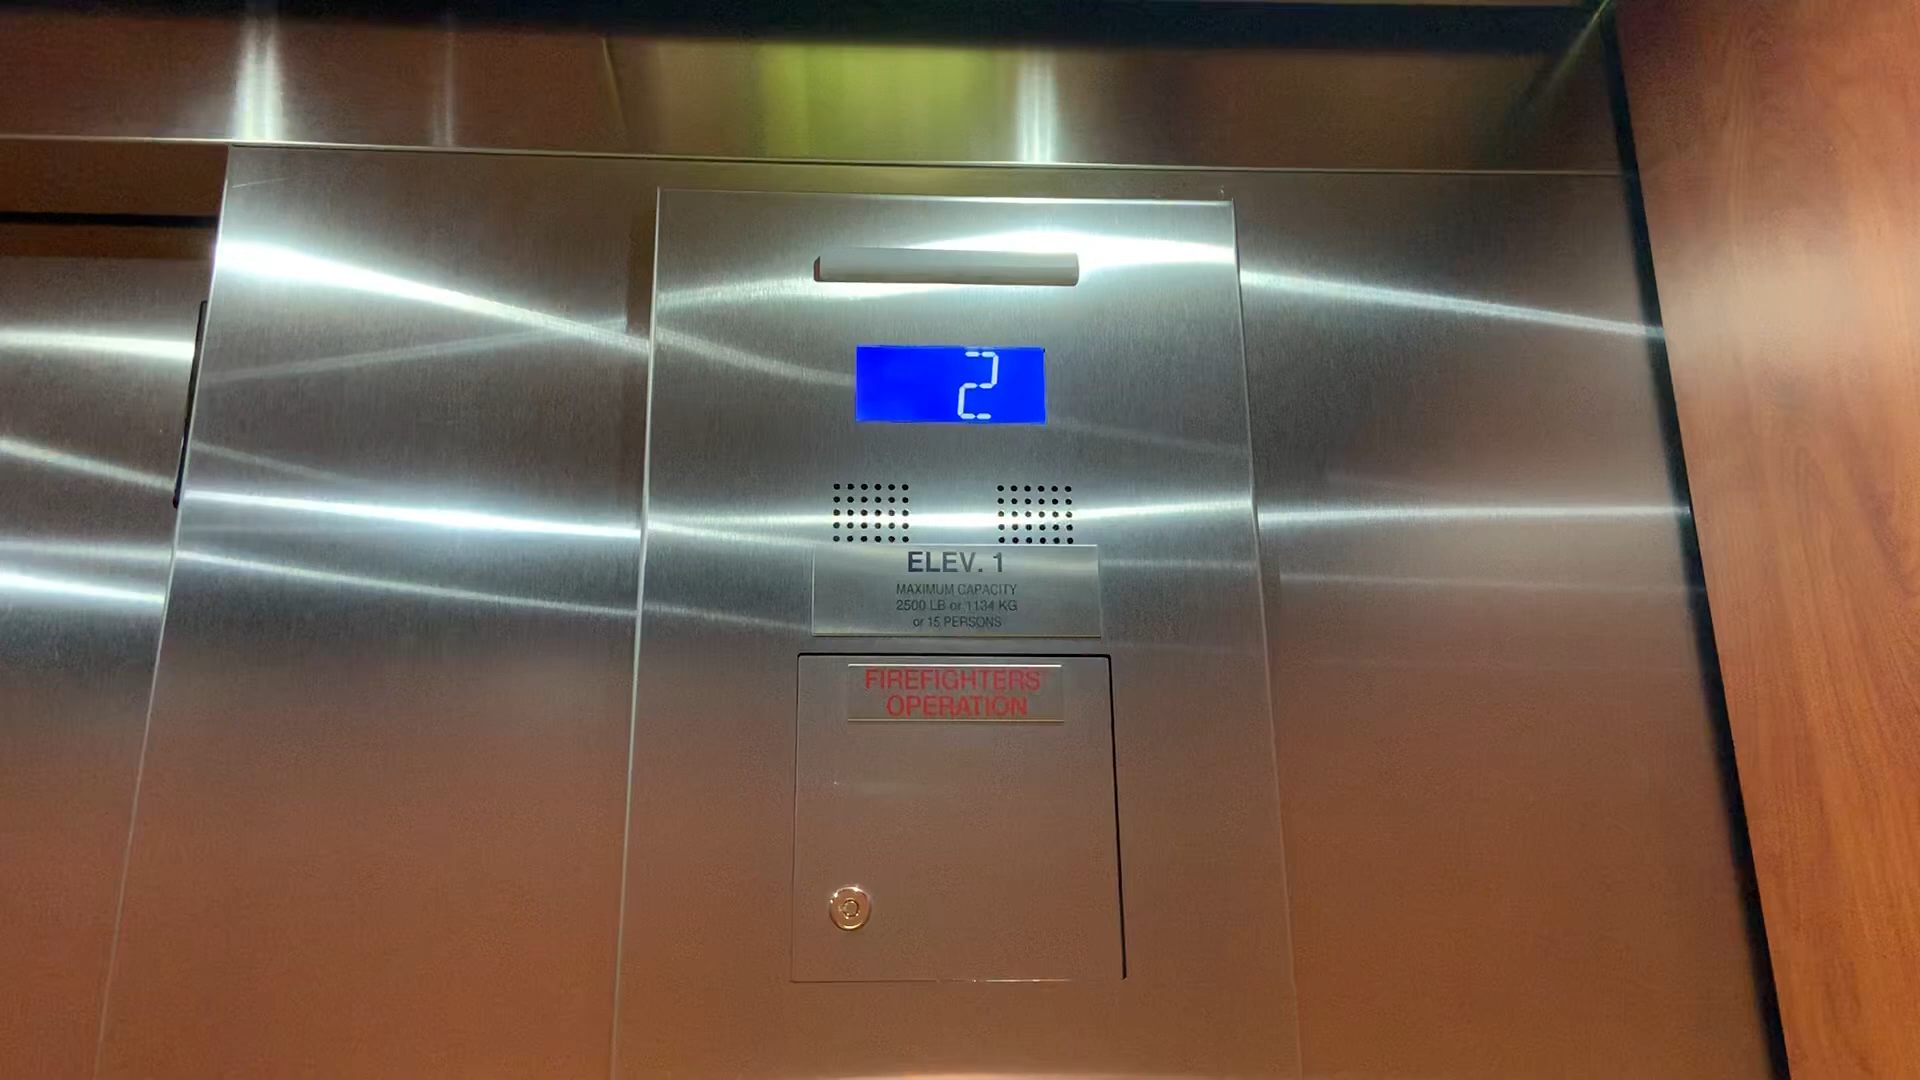 2
ELEV. 1
MAXIMUM CAPACITY
2500 LB or 1134 KG
or 15 PERSONS
FIREFIGHTERS'
OPERATION